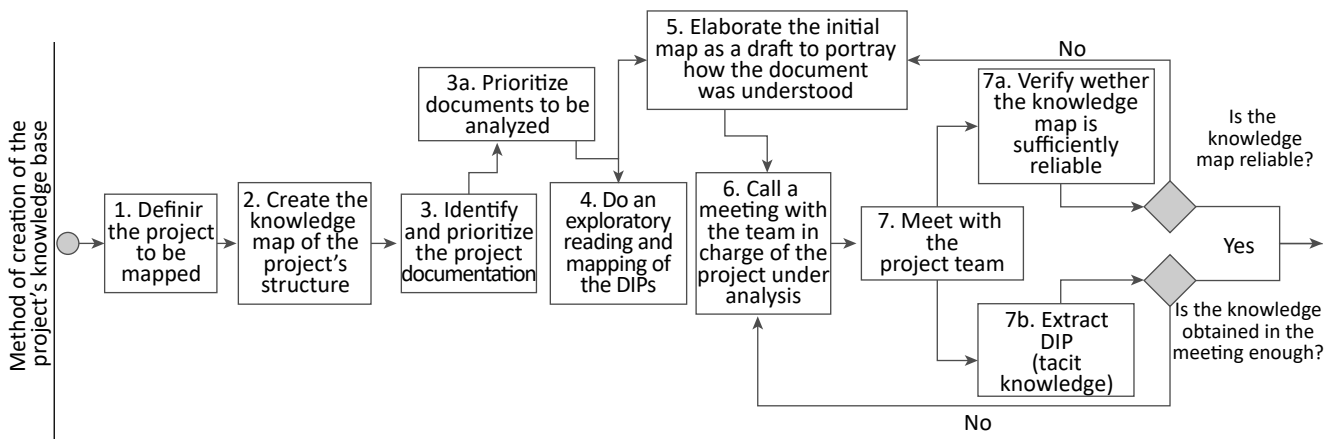 Method of creation of the
project's knowledge base
1. Definir
the project
to be
mapped
2. Create the
knowledge
map of the
project's
structure
3. Identify
and prioritize
the project
documentation
3a. Prioritize
documents to be
analyzed
4. Do an
exploratory
reading and
mapping of
the DIPs
5. Elaborate the initial
map as a draft to portray
how the document
was understood
6. Call a
meeting with
the team in
charge of the
project under
analysis
7. Meet with
the
project team
7a. Verify wether
the knowledge
map is
sufficiently
reliable
7b. Extract
DIP
(tacit
knowledge)
No
Is the
knowledge
map reliable?
Yes
Is the knowledge
obtained in the
meeting enough?
No